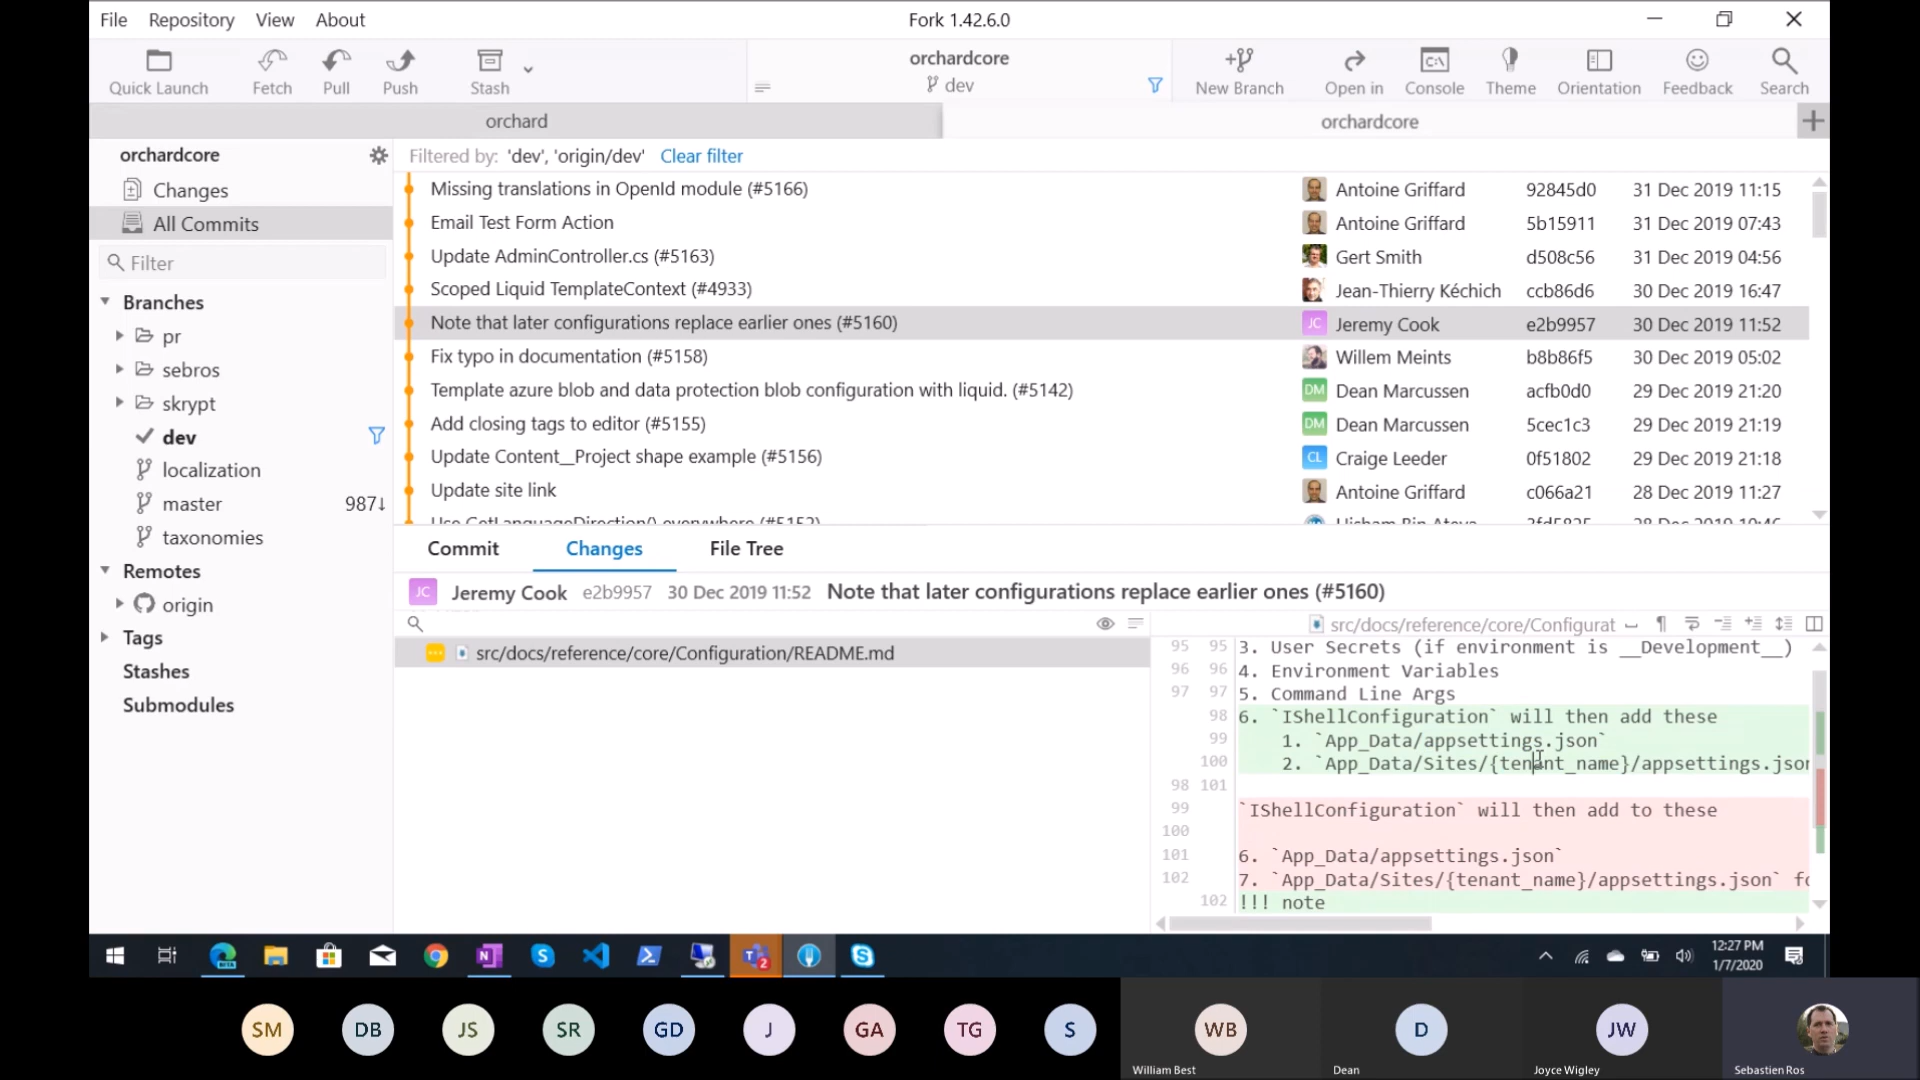 File Repository View About
Fork 1.42.6.0
Quick Launch Fetch Pull Push Stash
orchardcore
dev
New Branch Open in Console Theme Orientation Feedback Search
orchard
orchardcore
orchardcore
Changes
All Commits
Filter
Branches
pr
sebros
skrypt
dev
localization
master 987↓
taxonomies
Remotes
origin
Tags
Stashes
Submodules
Filtered by: 'dev', 'origin/dev' Clear filter
Missing translations in OpenId module (#5166) Antoine Griffard 92845d0 31 Dec 2019 11:15
Email Test Form Action Antoine Griffard 5b15911 31 Dec 2019 07:43
Update AdminController.cs (#5163) Gert Smith d508c56 31 Dec 2019 04:56
Scoped Liquid TemplateContext (#4933) Jean-Thierry Kéchich ccb86d6 30 Dec 2019 16:47
Note that later configurations replace earlier ones (#5160) JC Jeremy Cook e2b9957 30 Dec 2019 11:52
Fix typo in documentation (#5158) Willem Meints b8b86f5 30 Dec 2019 05:02
Template azure blob and data protection blob configuration with liquid. (#5142) DM Dean Marcussen acfb0d0 29 Dec 2019 21:20
Add closing tags to editor (#5155) DM Dean Marcussen 5cec1c3 29 Dec 2019 21:19
Update Content__Project shape example (#5156) CL Craige Leeder 0f51802 29 Dec 2019 21:18
Update site link Antoine Griffard c066a21 28 Dec 2019 11:27
Commit Changes File Tree
JC Jeremy Cook e2b9957 30 Dec 2019 11:52 Note that later configurations replace earlier ones (#5160)
src/docs/reference/core/Configurat
src/docs/reference/core/Configuration/README.md
95 95 3. User Secrets (if environment is __Development__)
96 96 4. Environment Variables
97 97 5. Command Line Args
98 6. `IShellConfiguration` will then add these
99 1. `App_Data/appsettings.json`
100 2. `App_Data/Sites/{tenant_name}/appsettings.json
98 101
99 `IShellConfiguration` will then add to these
100
101 6. `App_Data/appsettings.json`
102 7. `App_Data/Sites/{tenant_name}/appsettings.json` fo
102 !!! note
12:27 PM
1/7/2020
SM DB JS SR GD J GA TG S WB D JW
William Best Dean Joyce Wigley Sebastien Ros